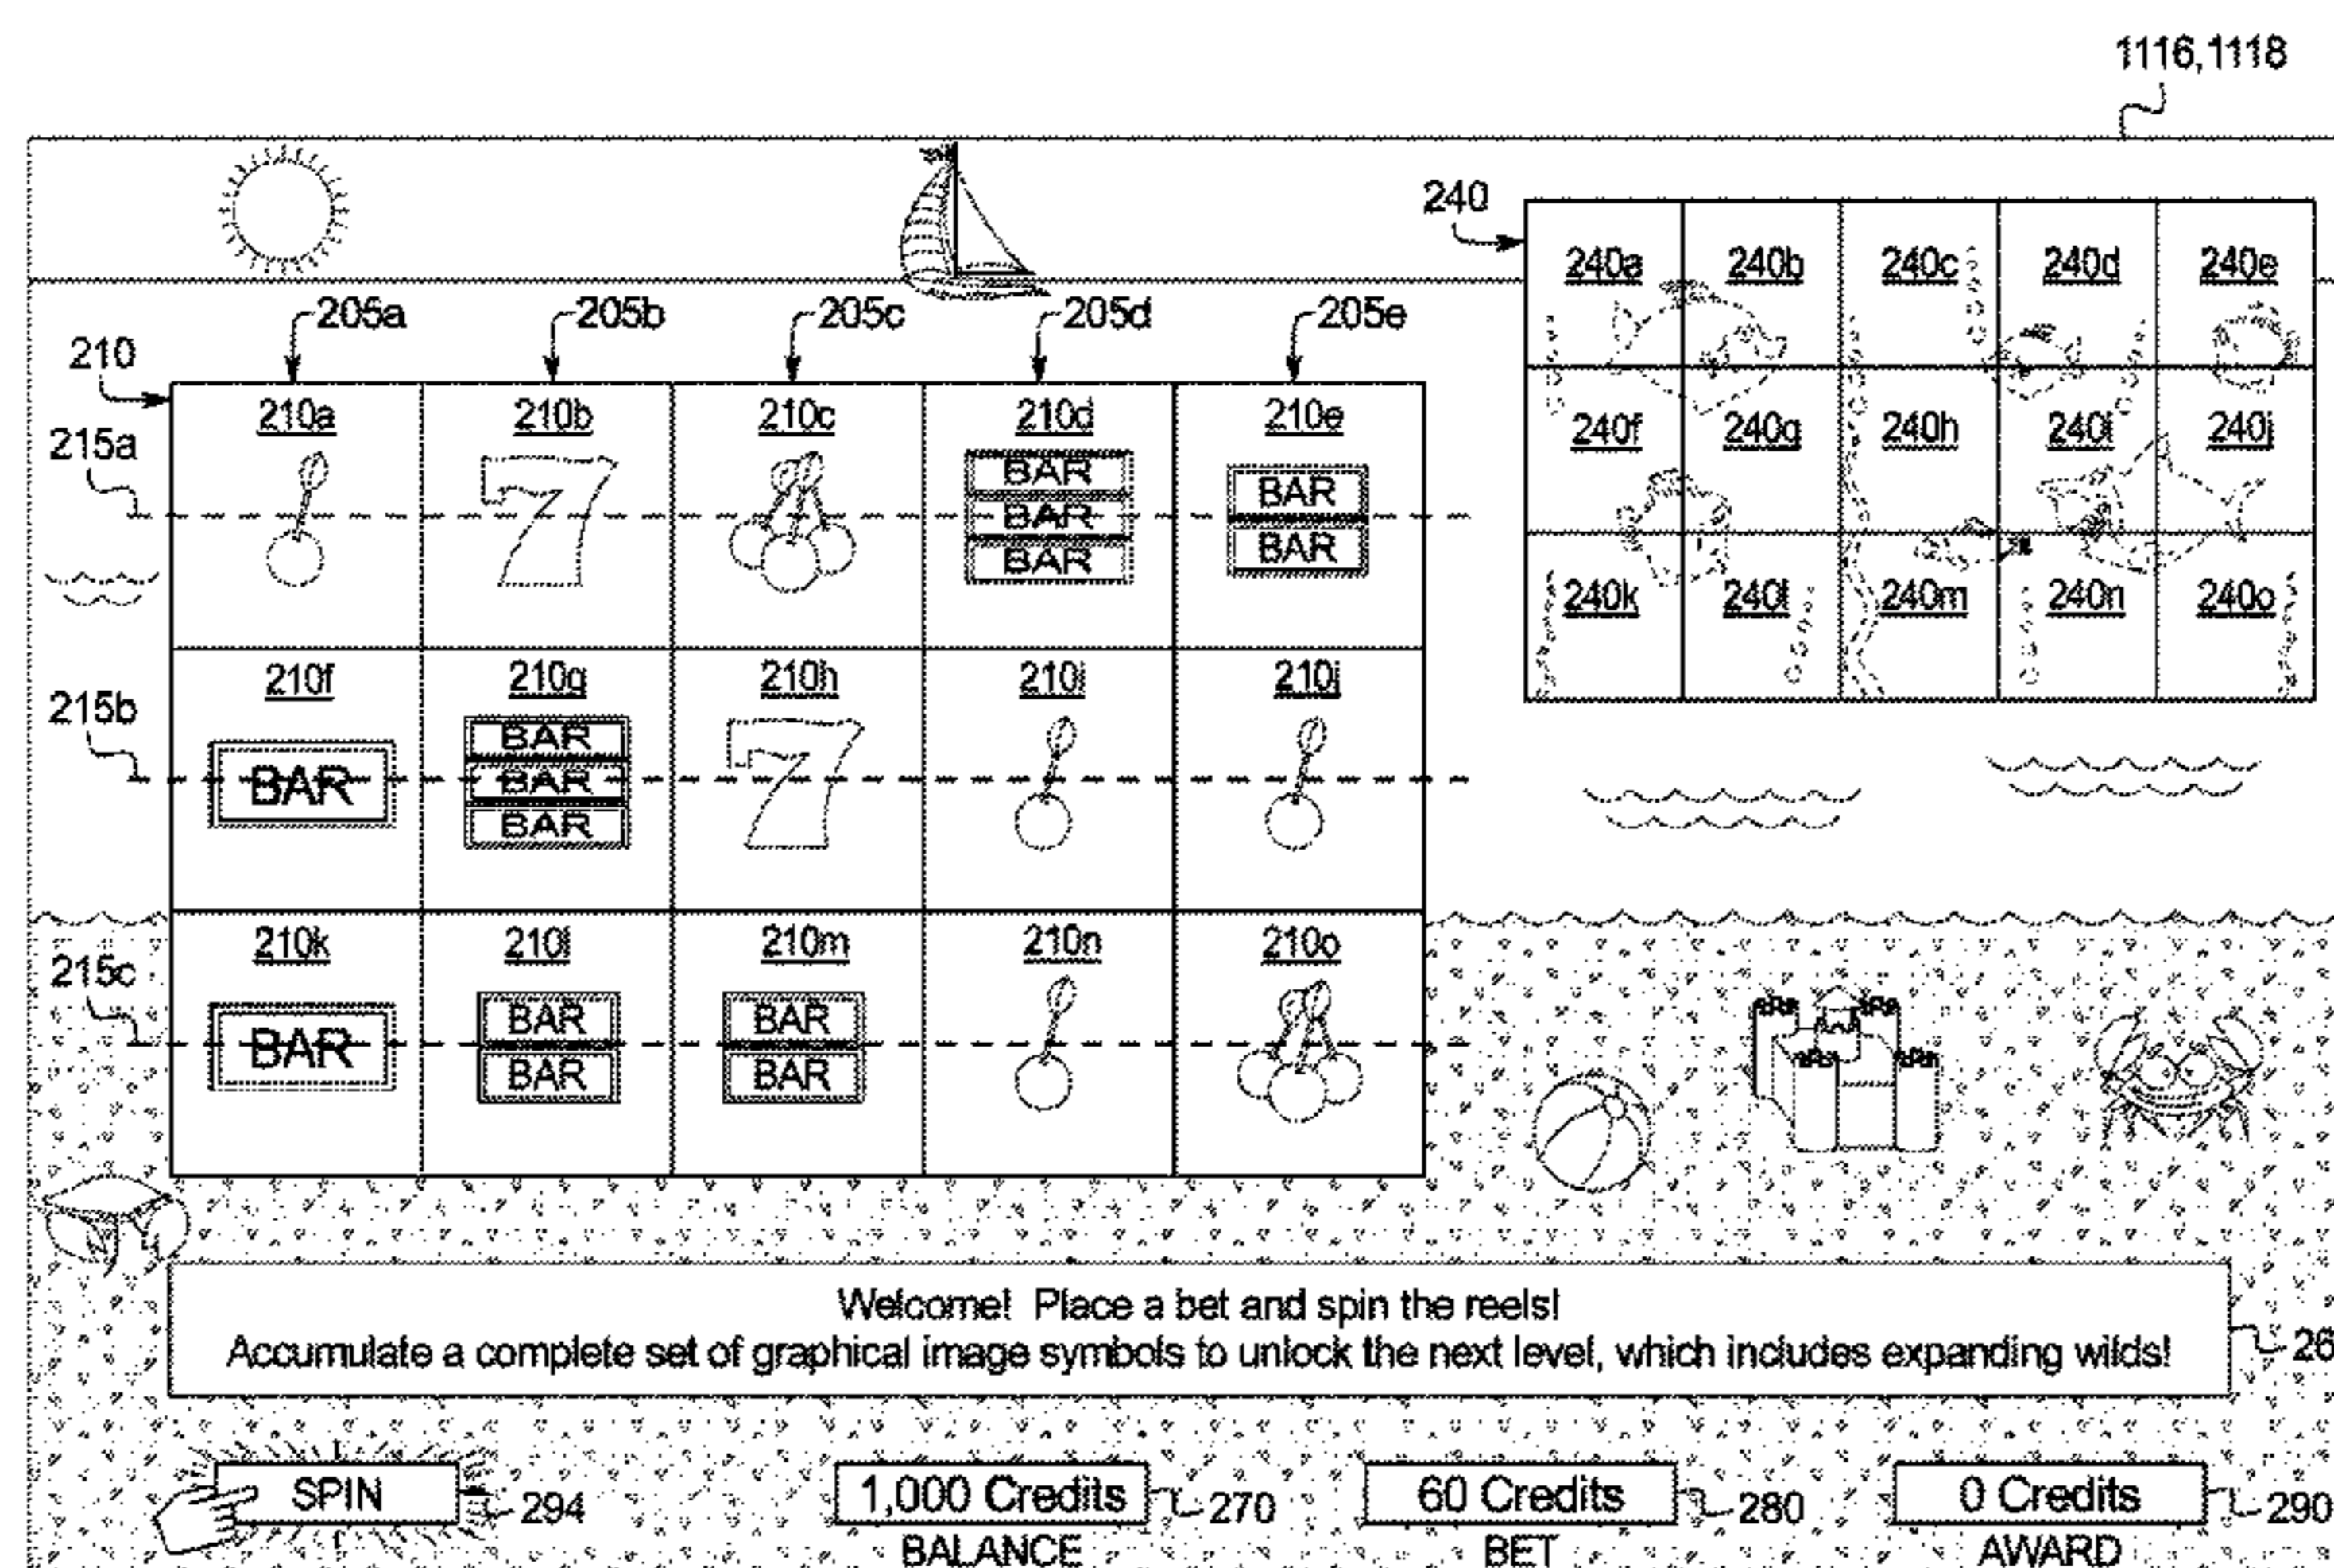 1116,1118
240
240a 240b 240c 240d 240e
205a 205b 205c 205d 205e
210
210a 210b 210c 210d 210e
215a
240f 240g 240h 240i 240j
BAR
BAR
BAR
BAR
BAR
7
240k 240l 240m 240n 240o
210f 210g 210h 210i 210j
215b
BAR
BAR
BAR
BAR
7
210k 210l 210m 210n 210o
215c
BAR
BAR
BAR
BAR
BAR
Welcome! Place a bet and spin the reels!
Accumulate a complete set of graphical image symbols to unlock the next level, which includes expanding wilds!
SPIN
294
1,000 Credits
270
BALANCE
60 Credits
280
BET
0 Credits
290
AWARD